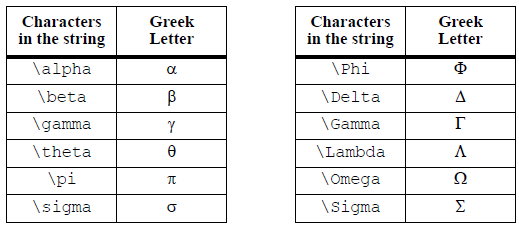 Characters in the string Greek Letter
\alpha α
\beta β
\gamma γ
\theta θ
\pi π
\sigma σ
Characters in the string Greek Letter
\Phi Φ
\Delta Δ
\Gamma Γ
\Lambda Λ
\Omega Ω
\Sigma Σ